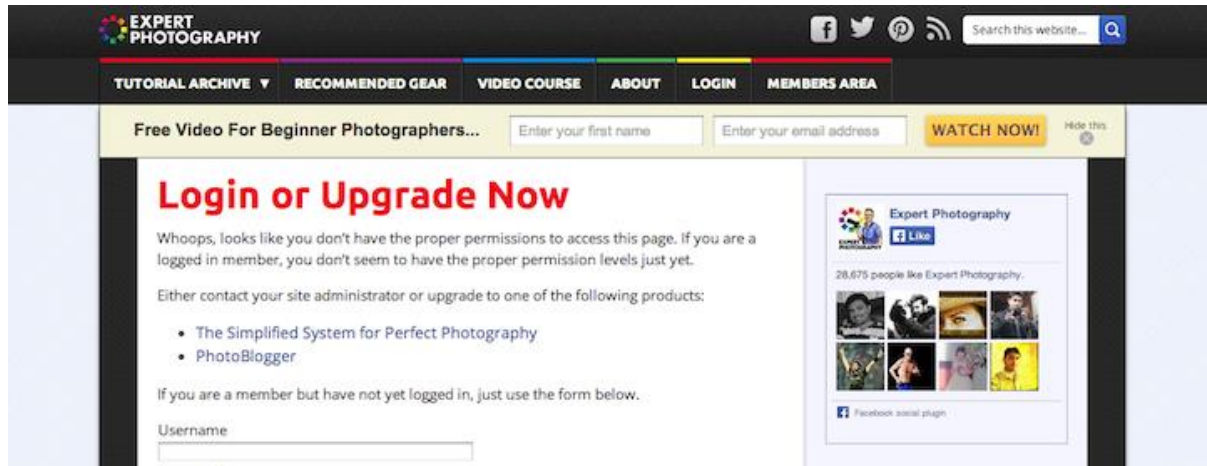 EXPERT
PHOTOGRAPHY
Search this website...
TUTORIAL ARCHIVE ▼ RECOMMENDED GEAR VIDEO COURSE ABOUT LOGIN MEMBERS AREA
Free Video For Beginner Photographers... Enter your first name Enter your email address WATCH NOW! Hide this
Login or Upgrade Now
Whoops, looks like you don't have the proper permissions to access this page. If you are a
logged in member, you don't seem to have the proper permission levels just yet.
Either contact your site administrator or upgrade to one of the following products:
• The Simplified System for Perfect Photography
• PhotoBlogger
If you are a member but have not yet logged in, just use the form below.
Username
EXPERT
PHOTOGRAPHY
Expert Photography
Like
28,675 people like Expert Photography.
Facebook social plugin